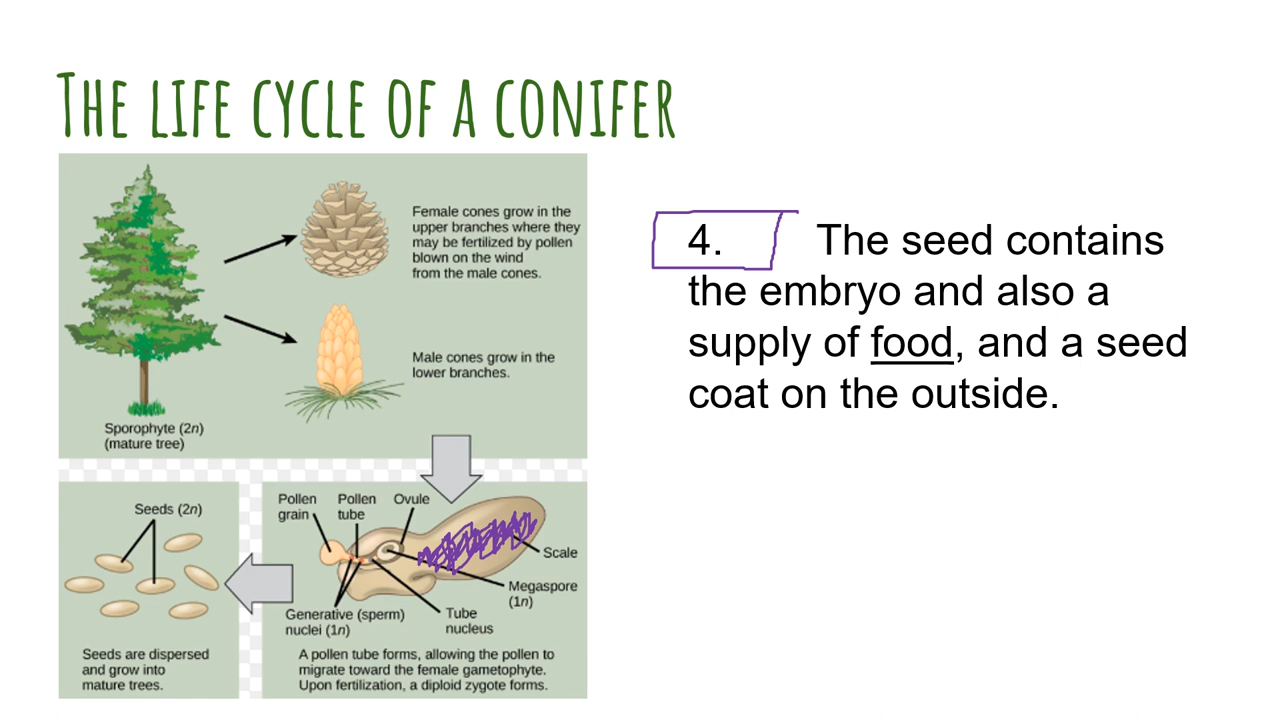 THE LIFE CYCLE OF A CONIFER
Female cones grow in the
upper branches where they
may be fertilized by pollen
blown on the wind
from the male cones.
Male cones grow in the
lower branches.
Sporophyte (2n)
(mature tree)
4. The seed contains
the embryo and also a
supply of food, and a seed
coat on the outside.
Seeds (2n)
Seeds are dispersed
and grow into
mature trees.
Pollen
grain
Pollen
tube
Ovule
Scale
Megaspore
(1n)
Tube
nucleus
Generative (sperm)
nuclei (1n)
A pollen tube forms, allowing the pollen to
migrate toward the female gametophyte.
Upon fertilization, a diploid zygote forms.